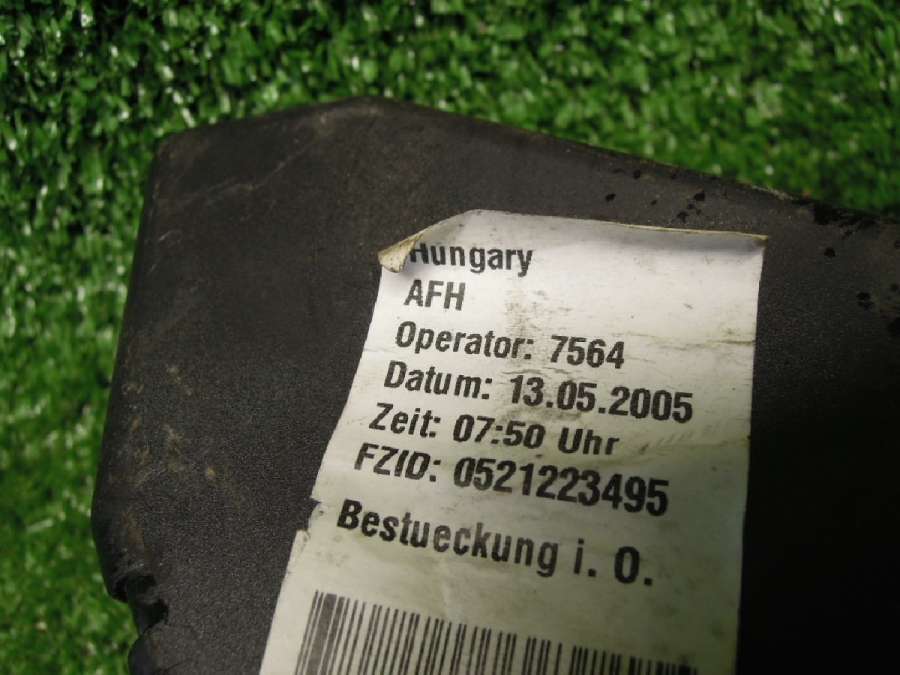 Hungary
AFH
Operator: 7564
Datum: 13.05.2005
Zeit: 07:50 Uhr
FZID: 0521223495
Bestueckung i. O.